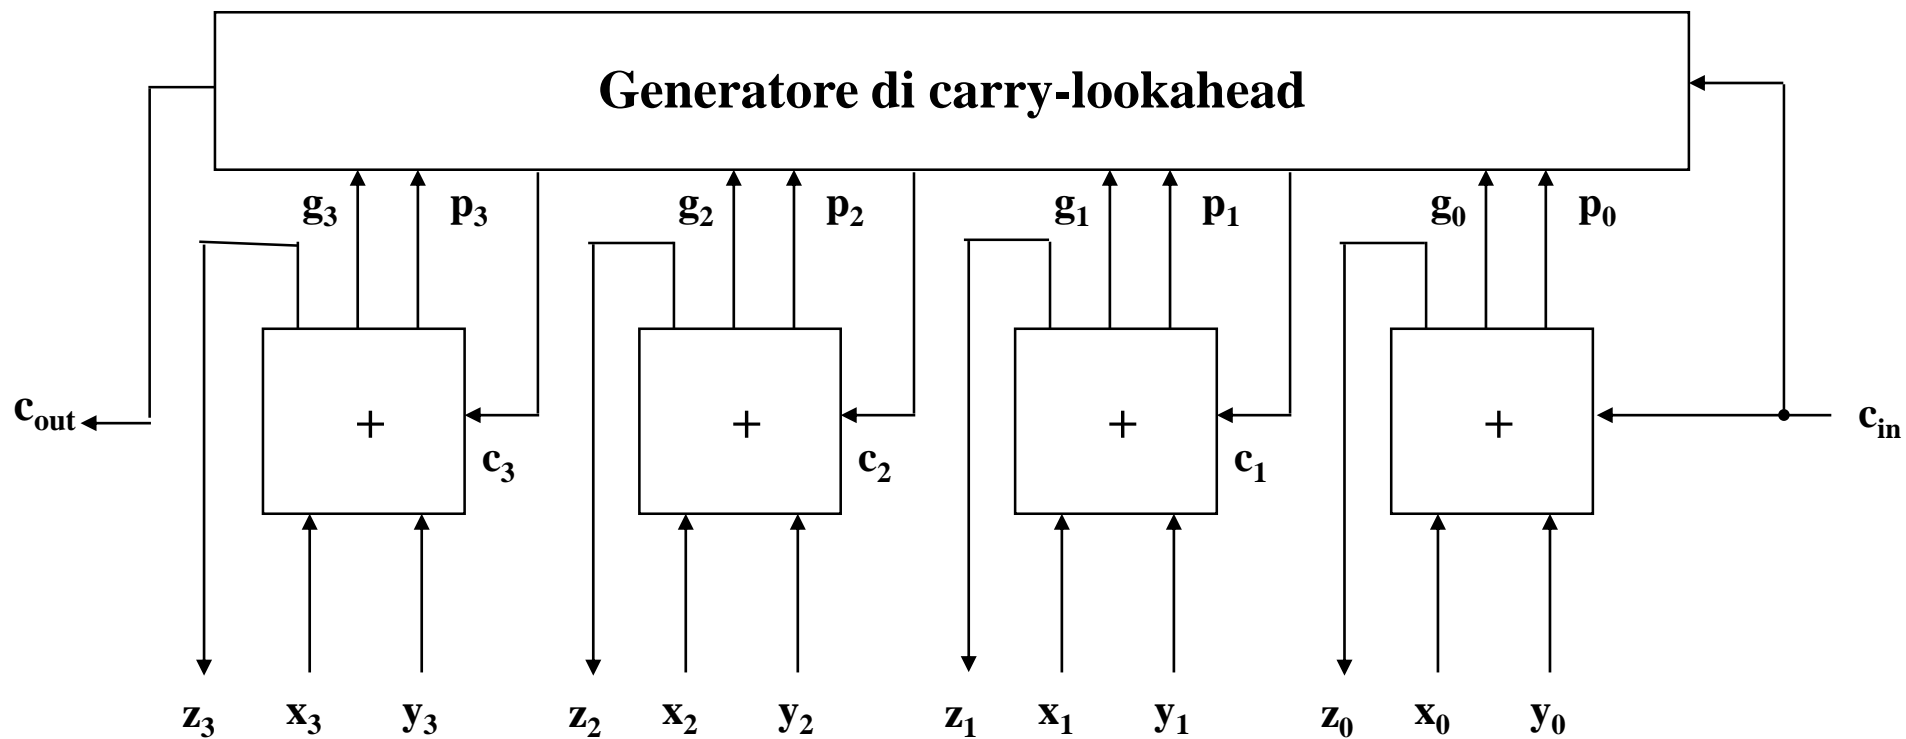 Generatore di carry-lookahead
g₃ p₃ g₂ p₂ g₁ p₁ g₀ p₀
cₒᵤₜ + + + + cᵢₙ
c₃ c₂ c₁
z₃ x₃ y₃ z₂ x₂ y₂ z₁ x₁ y₁ z₀ x₀ y₀